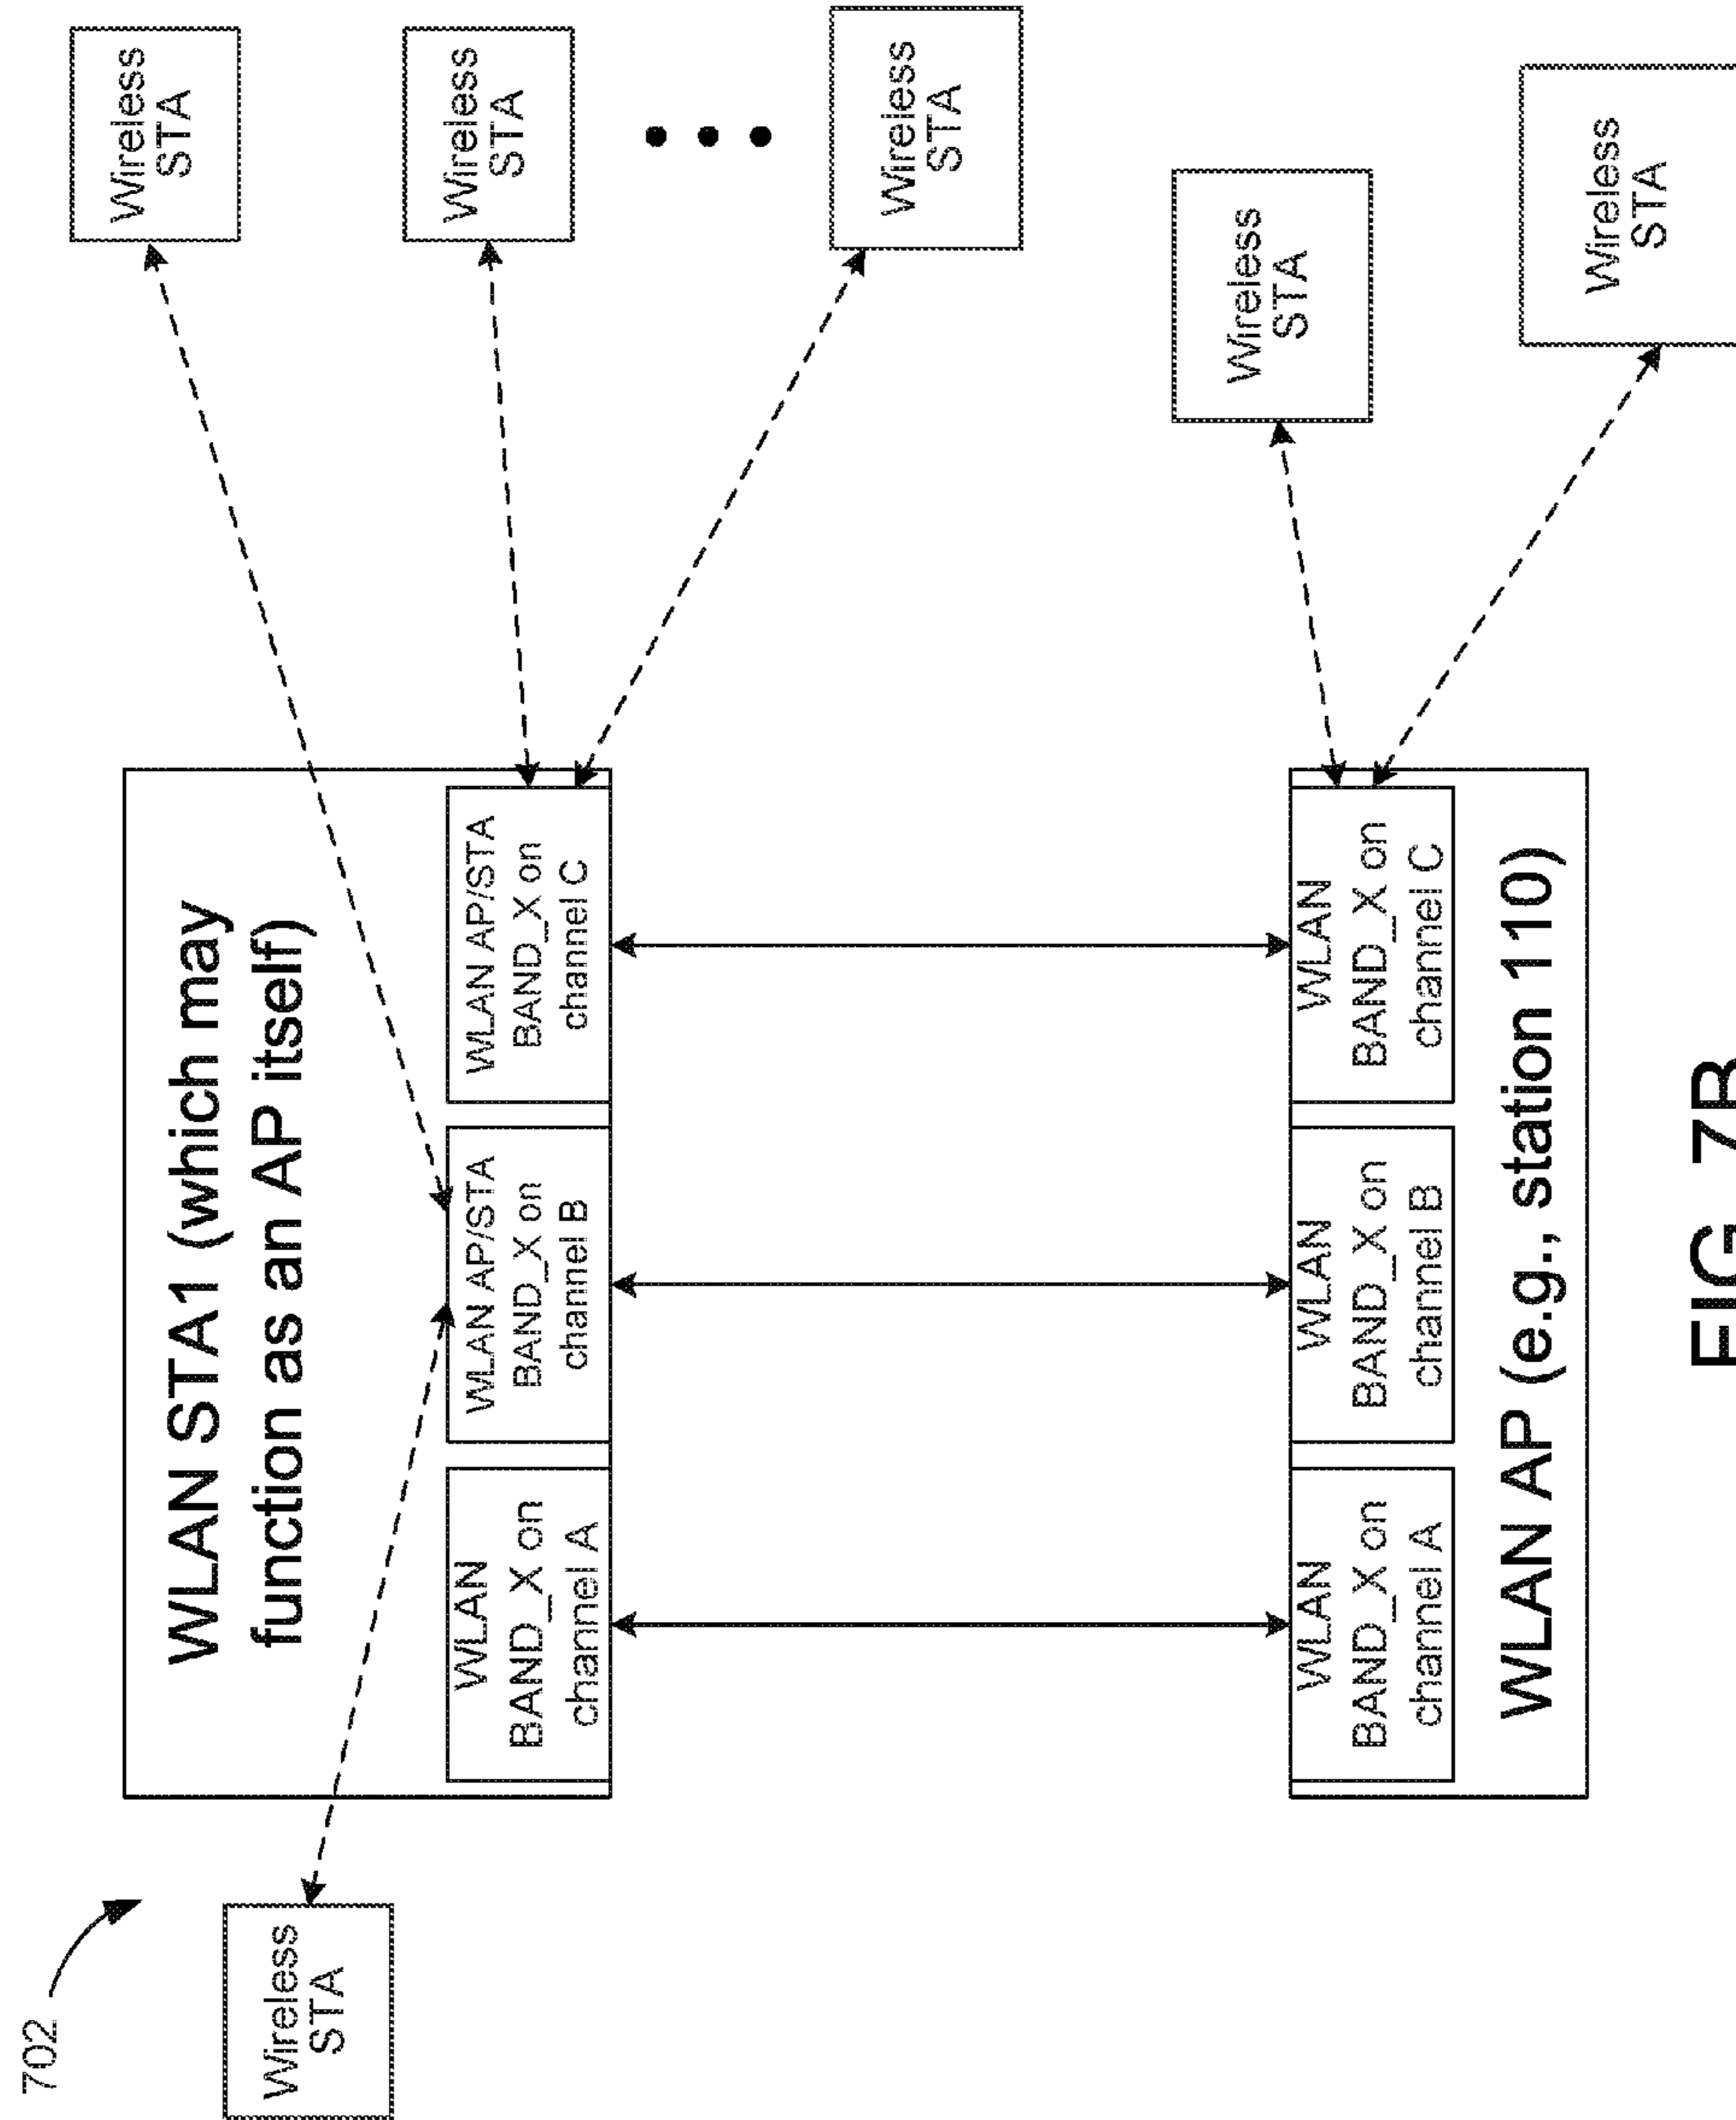 702
Wireless
STA
WLAN STA1 (which may
function as an AP itself)
WLAN
BAND_X on
channel A
WLAN AP/STA
BAND_X on
channel B
WLAN AP/STA
BAND_X on
channel C
Wireless
STA
Wireless
STA
Wireless
STA
WLAN
BAND_X on
channel A
WLAN
BAND_X on
channel B
WLAN
BAND_X on
channel C
WLAN AP (e.g., station 110)
Wireless
STA
Wireless
STA
FIG 7B